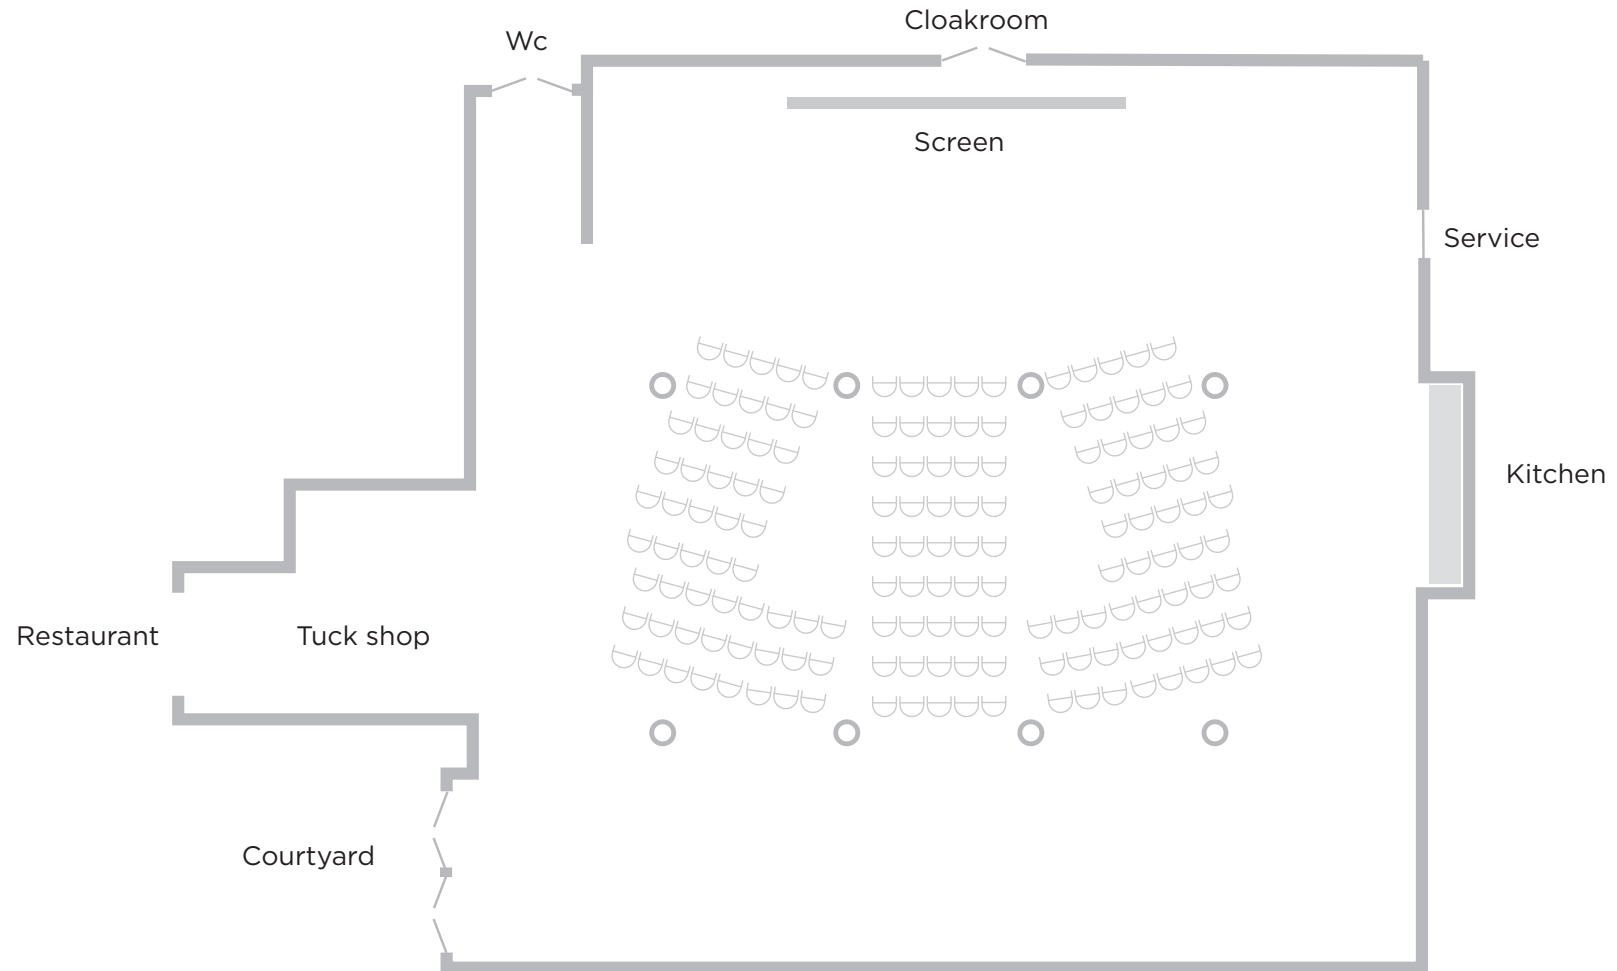 Cloakroom
Wc
Screen
Service
Kitchen
Restaurant
Tuck shop
Courtyard